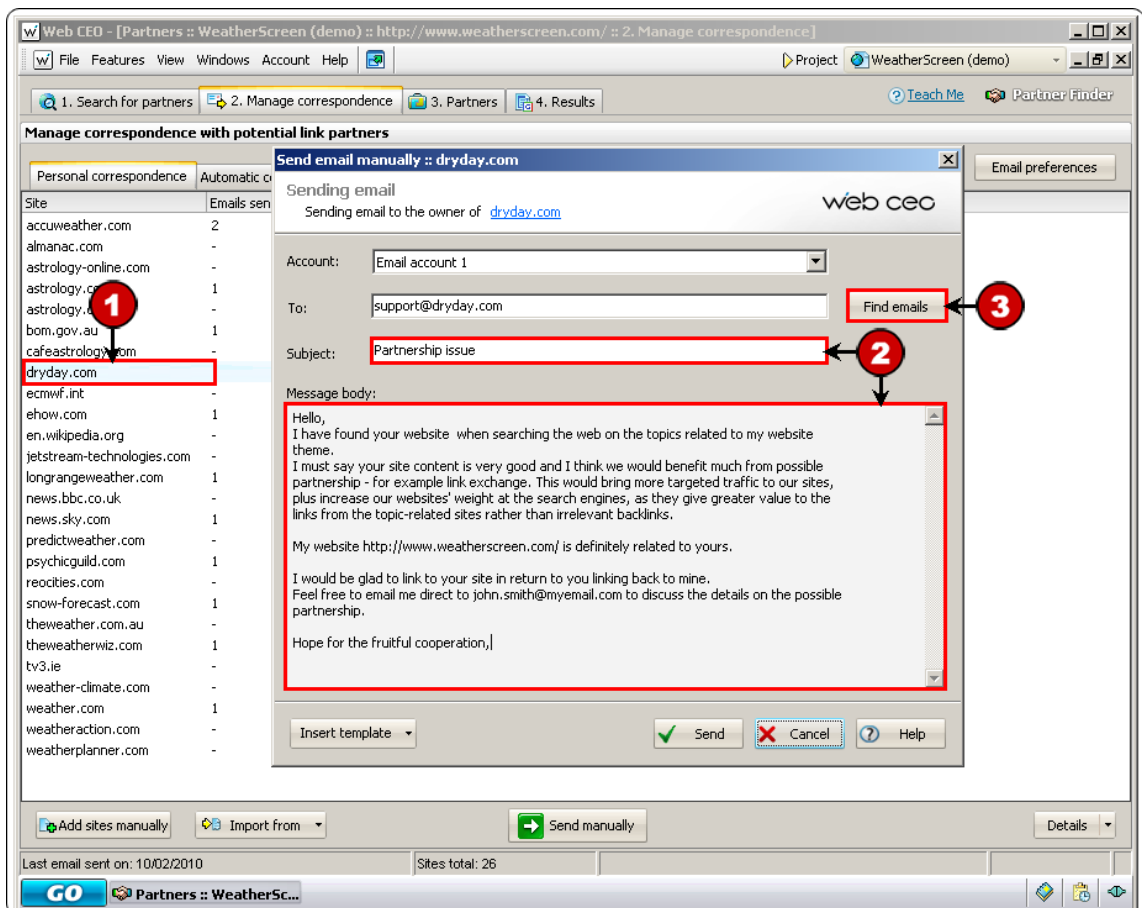 Web CEO - [Partners :: WeatherScreen (demo) :: http://www.weatherscreen.com/ :: 2. Manage correspondence]
File Features View Windows Account Help Project WeatherScreen (demo)
1. Search for partners 2. Manage correspondence 3. Partners 4. Results Teach Me Partner Finder
Manage correspondence with potential link partners
Personal correspondence Automatic c Email preferences
Site Emails sen
accuweather.com 2
almanac.com -
astrology-online.com -
astrology.c 1
astrology. -
bom.gov.au 1
cafeastrology.com -
dryday.com
ecmwf.int -
ehow.com 1
en.wikipedia.org -
jetstream-technologies.com -
longrangeweather.com 1
news.bbc.co.uk -
news.sky.com 1
predictweather.com -
psychicguild.com 1
reocities.com -
snow-forecast.com 1
theweather.com.au -
theweatherwiz.com 1
tv3.ie -
weather-climate.com -
weather.com 1
weatheraction.com -
weatherplanner.com -
Send email manually :: dryday.com
Sending email
Sending email to the owner of dryday.com
web ceo
Account: Email account 1
To: support@dryday.com Find emails
Subject: Partnership issue
1
2
3
Message body:
Hello,
I have found your website when searching the web on the topics related to my website
theme.
I must say your site content is very good and I think we would benefit much from possible
partnership - for example link exchange. This would bring more targeted traffic to our sites,
plus increase our websites' weight at the search engines, as they give greater value to the
links from the topic-related sites rather than irrelevant backlinks.
My website http://www.weatherscreen.com/ is definitely related to yours.
I would be glad to link to your site in return to you linking back to mine.
Feel free to email me direct to john.smith@myemail.com to discuss the details on the possible
partnership.
Hope for the fruitful cooperation,
Insert template Send Cancel Help
Add sites manually Import from Send manually Details
Last email sent on: 10/02/2010 Sites total: 26
GO Partners :: WeatherSc...